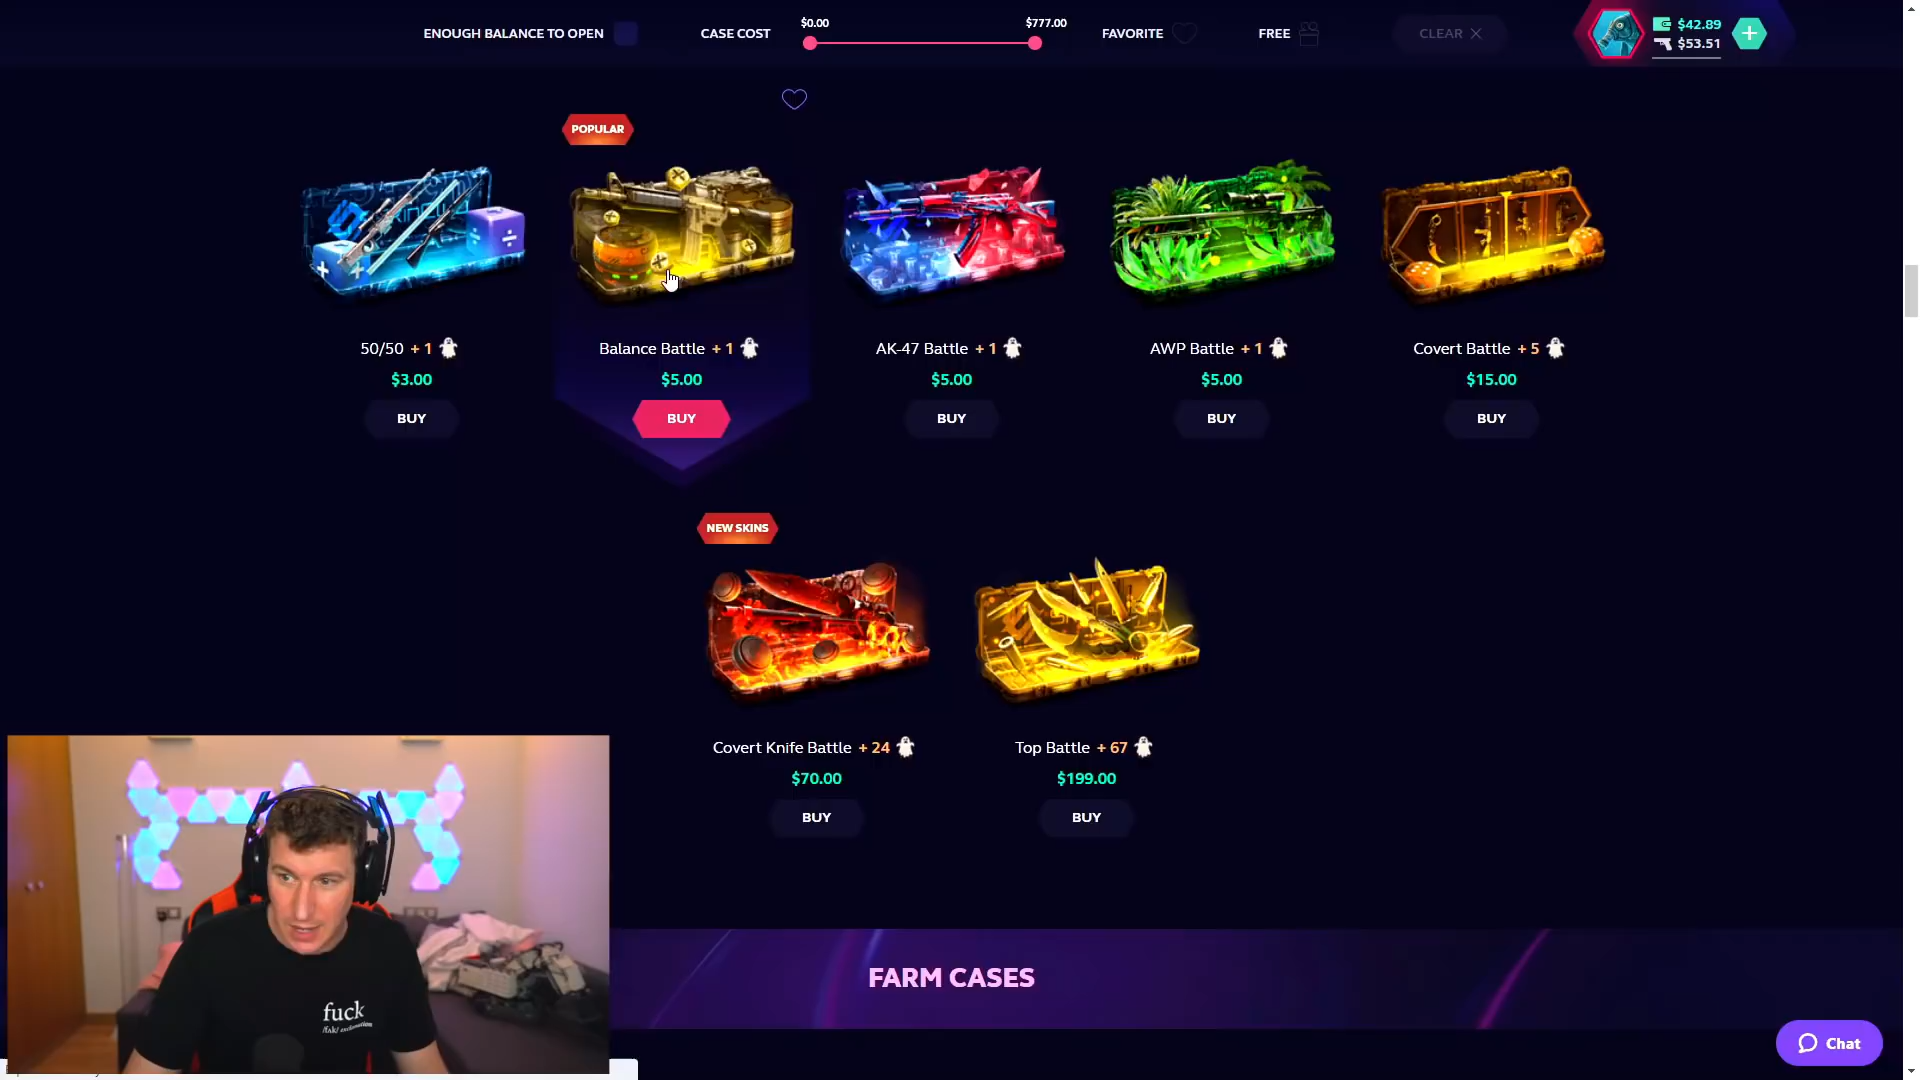 ENOUGH BALANCE TO OPEN
CASE COST
$0.00
$777.00
FAVORITE
FREE
CLEAR
$42.89
$53.51
POPULAR
50/50 + 1
$3.00
BUY
Balance Battle + 1
$5.00
BUY
AK-47 Battle + 1
$5.00
BUY
AWP Battle + 1
$5.00
BUY
Covert Battle + 5
$15.00
BUY
NEW SKINS
Covert Knife Battle + 24
$70.00
BUY
Top Battle + 67
$199.00
BUY
fuck
FARM CASES
Chat